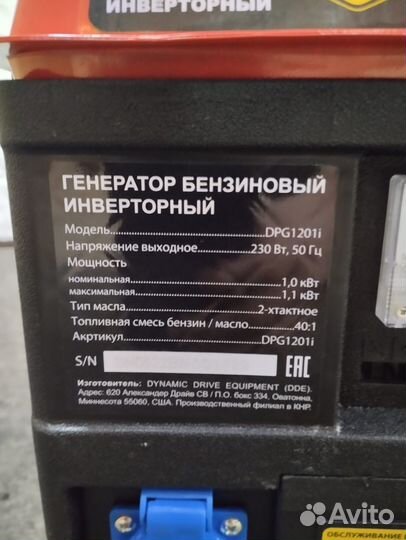 ИНВЕРТОРНЫЙ
ГЕНЕРАТОР БЕНЗИНОВЫЙ
ИНВЕРТОРНЫЙ
Модель DPG1201i
Напряжение выходное 230 Вт, 50 Гц
Мощность
номинальная 1,0 кВт
максимальная 1,1 кВт
Тип масла 2-хтактное
Топливная смесь бензин / масло 40:1
Акртикул DPG1201i
S/N EAC
Изготовитель: DYNAMIC DRIVE EQUIPMENT (DDE).
Адрес: 620 Александер Драйв СВ / П.О. бокс 334, Оватонна,
Миннесота 55060, США. Производственный филиал в КНР.
ОБСЛУЖИВАНИЕ
Avito